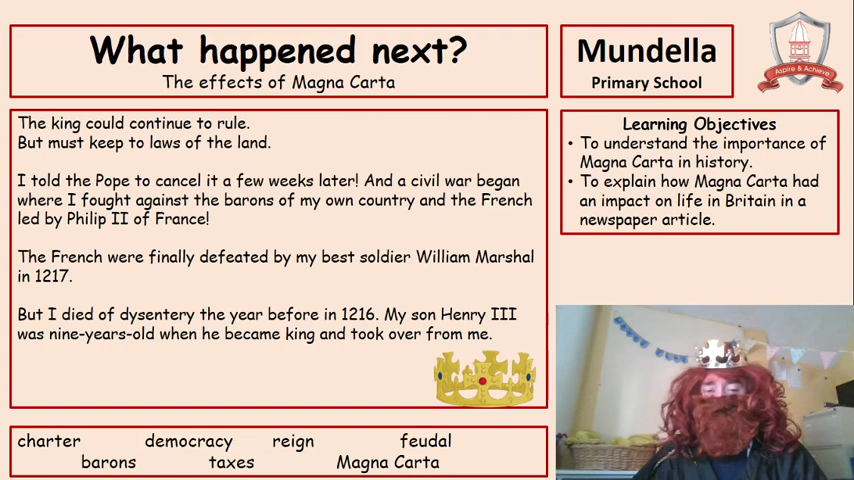 What happened next?
The effects of Magna Carta
Mundella
Primary School
Aspire & Achieve
The king could continue to rule.
But must keep to laws of the land.
I told the Pope to cancel it a few weeks later! And a civil war began
where I fought against the barons of my own country and the French
led by Philip II of France!
The French were finally defeated by my best soldier William Marshal
in 1217.
But I died of dysentery the year before in 1216. My son Henry III
was nine-years-old when he became king and took over from me.
Learning Objectives
• To understand the importance of
Magna Carta in history.
• To explain how Magna Carta had
an impact on life in Britain in a
newspaper article.
charter democracy reign feudal
barons taxes Magna Carta